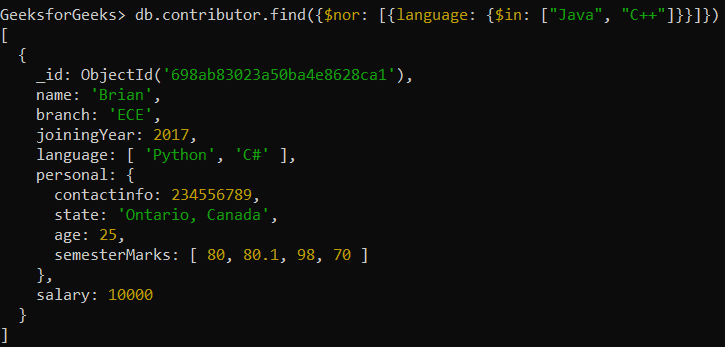 GeeksforGeeks> db.contributor.find({$nor: [{language: {$in: ["Java", "C++"]}}]})
[
  {
    _id: ObjectId('698ab83023a50ba4e8628ca1'),
    name: 'Brian',
    branch: 'ECE',
    joiningYear: 2017,
    language: [ 'Python', 'C#' ],
    personal: {
      contactinfo: 234556789,
      state: 'Ontario, Canada',
      age: 25,
      semesterMarks: [ 80, 80.1, 98, 70 ]
    },
    salary: 10000
  }
]